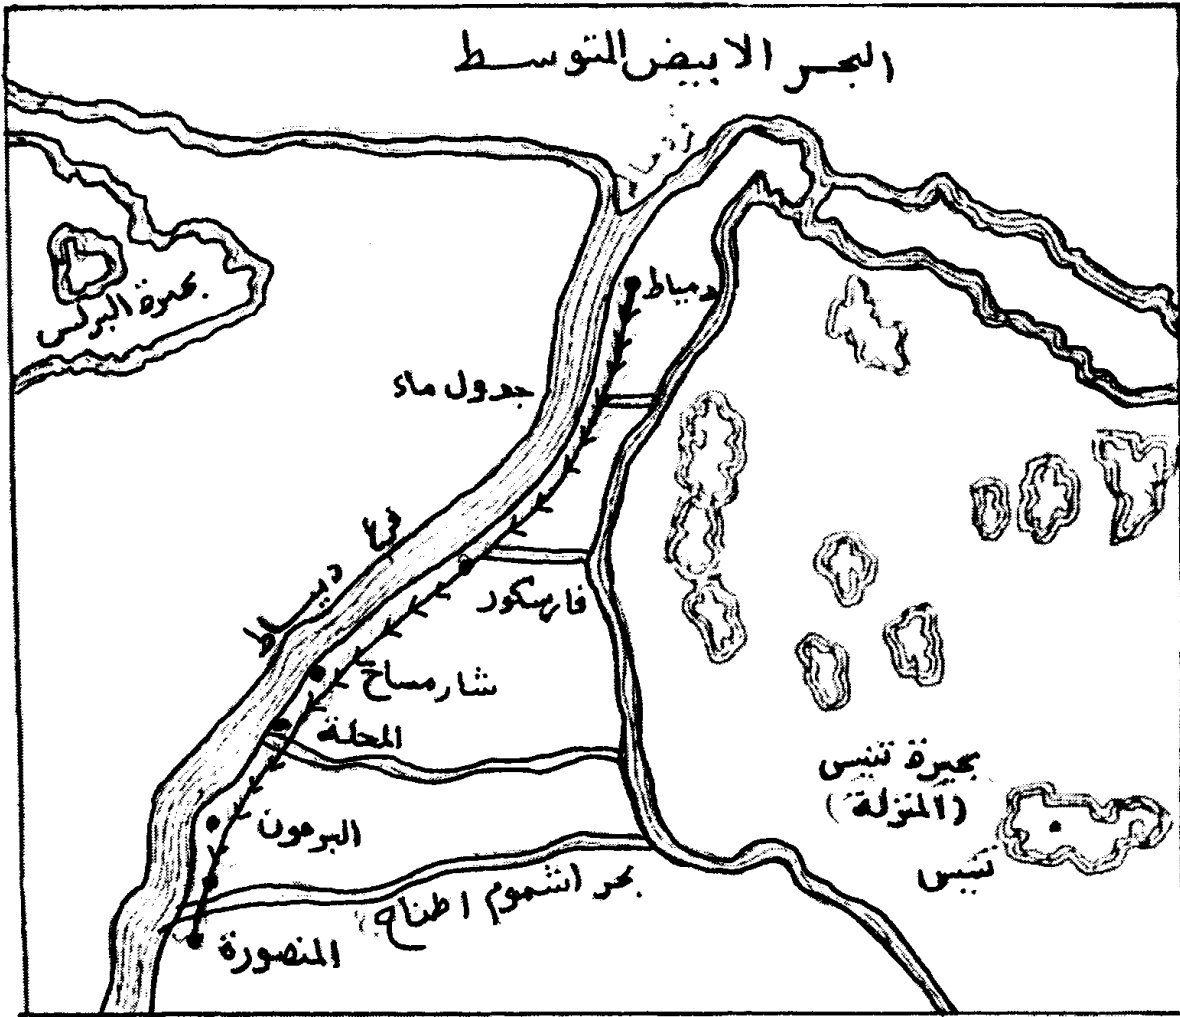 البحر الابيض المتوسط
بحيرة البرلس
دمياط
جدول ماء
فرع دمياط
فارسكور
شارمساح
المحلة
البرمون
بحر اشموم اطناح
المنصورة
بحيرة تنيس
(المنزلة)
تنيس